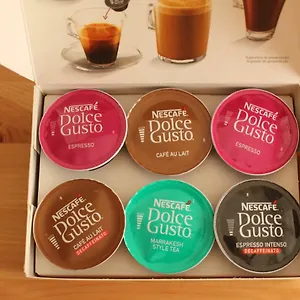 NESCAFÉ
Dolce
Gusto
ESPRESSO
NESCAFÉ
Dolce
Gusto
CAFÉ AU LAIT
NESCAFÉ
Dolce
Gusto
ESPRESSO
NESCAFÉ
Dolce
Gusto
CAFÉ AU LAIT
DECAFFEINATO
NESCAFÉ
Dolce
Gusto
MARRAKESH
STYLE TEA
NESCAFÉ
Dolce
Gusto
ESPRESSO INTENSO
DECAFFEINATO